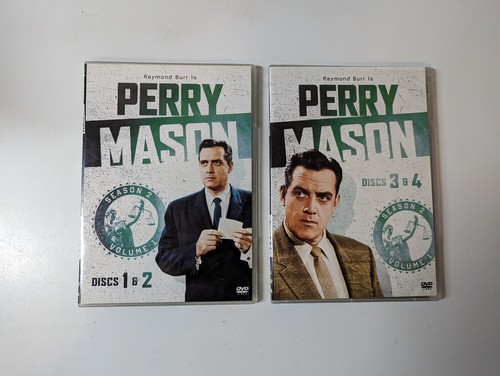 Raymond Burr is
PERRY
MASON
SEASON 2
VOLUME 1
DISCS 1 & 2
DVD
Raymond Burr is
PERRY
MASON
DISCS 3 & 4
SEASON 2
VOLUME 1
DVD